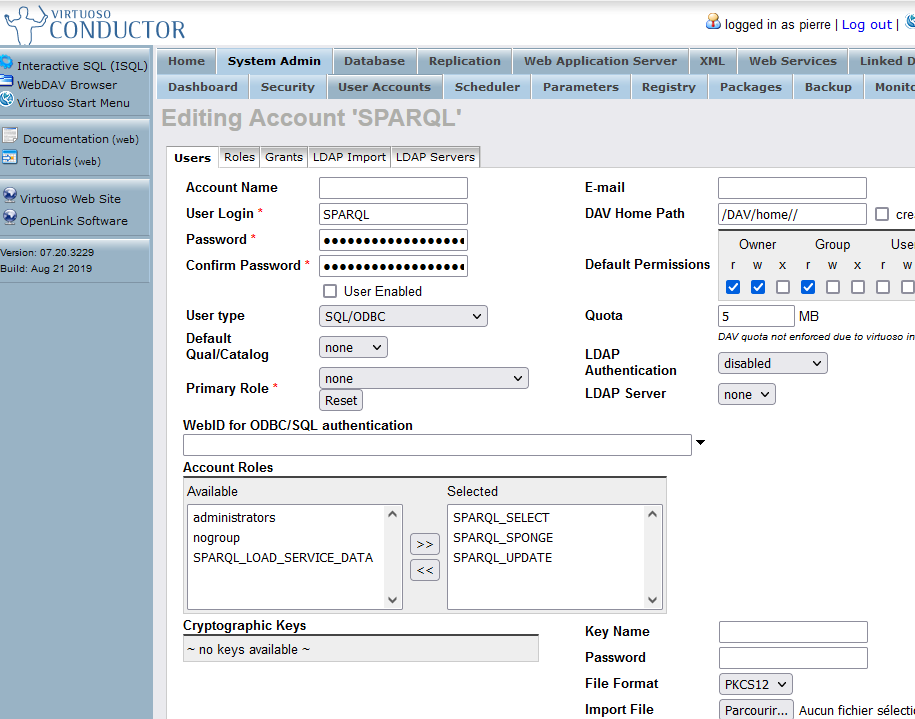 VIRTUOSO
CONDUCTOR
logged in as pierre | Log out |
Interactive SQL (ISQL)
WebDAV Browser
Virtuoso Start Menu
Documentation (web)
Tutorials (web)
Virtuoso Web Site
OpenLink Software
Version: 07.20.3229
Build: Aug 21 2019
Home System Admin Database Replication Web Application Server XML Web Services Linked D
Dashboard Security User Accounts Scheduler Parameters Registry Packages Backup Monito
Editing Account 'SPARQL'
Users Roles Grants LDAP Import LDAP Servers
Account Name
User Login * SPARQL
Password *
Confirm Password *
User Enabled
User type SQL/ODBC
Default
Qual/Catalog none
Primary Role * none
Reset
E-mail
DAV Home Path /DAV/home// crea
Default Permissions
Owner Group Use
r w x r w x r w
Quota 5 MB
DAV quota not enforced due to virtuoso in
LDAP
Authentication disabled
LDAP Server none
WebID for ODBC/SQL authentication
Account Roles
Available Selected
administrators
nogroup
SPARQL_LOAD_SERVICE_DATA
>>
<<
SPARQL_SELECT
SPARQL_SPONGE
SPARQL_UPDATE
Cryptographic Keys
~ no keys available ~
Key Name
Password
File Format PKCS12
Import File Parcourir... Aucun fichier sélecti